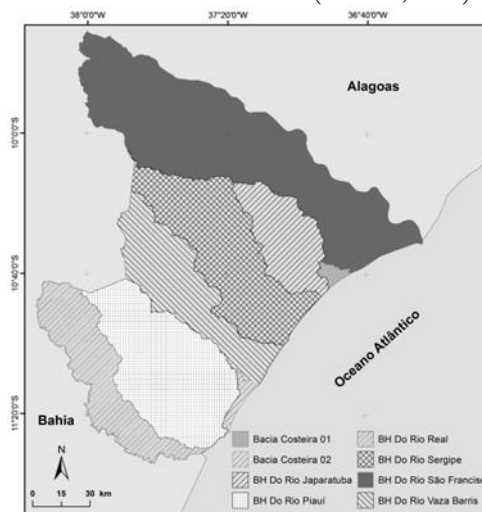 38°0'0"W 37°20'0"W 36°40'0"W
Alagoas
10°0'0"S
10°40'0"S
Oceano Atlântico
11°20'0"S
Bahia
N
0 15 30 km
Bacia Costeira 01
Bacia Costeira 02
BH Do Rio Japaratuba
BH Do Rio Piauí
BH Do Rio Real
BH Do Rio Sergipe
BH Do Rio São Francisc
BH Do Rio Vaza Barris